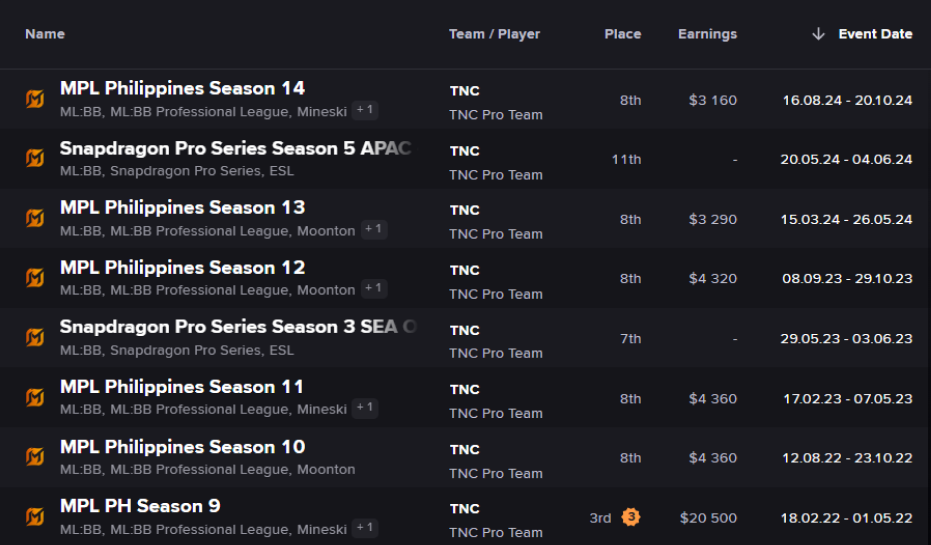 Name Team / Player Place Earnings ↓ Event Date
MPL Philippines Season 14
ML:BB, ML:BB Professional League, Mineski +1
TNC
TNC Pro Team
8th
$3 160
16.08.24 - 20.10.24
Snapdragon Pro Series Season 5 APAC
ML:BB, Snapdragon Pro Series, ESL
TNC
TNC Pro Team
11th
-
20.05.24 - 04.06.24
MPL Philippines Season 13
ML:BB, ML:BB Professional League, Moonton +1
TNC
TNC Pro Team
8th
$3 290
15.03.24 - 26.05.24
MPL Philippines Season 12
ML:BB, ML:BB Professional League, Moonton +1
TNC
TNC Pro Team
8th
$4 320
08.09.23 - 29.10.23
Snapdragon Pro Series Season 3 SEA O
ML:BB, Snapdragon Pro Series, ESL
TNC
TNC Pro Team
7th
-
29.05.23 - 03.06.23
MPL Philippines Season 11
ML:BB, ML:BB Professional League, Mineski +1
TNC
TNC Pro Team
8th
$4 360
17.02.23 - 07.05.23
MPL Philippines Season 10
ML:BB, ML:BB Professional League, Moonton
TNC
TNC Pro Team
8th
$4 360
12.08.22 - 23.10.22
MPL PH Season 9
ML:BB, ML:BB Professional League, Mineski +1
TNC
TNC Pro Team
3rd 3
$20 500
18.02.22 - 01.05.22